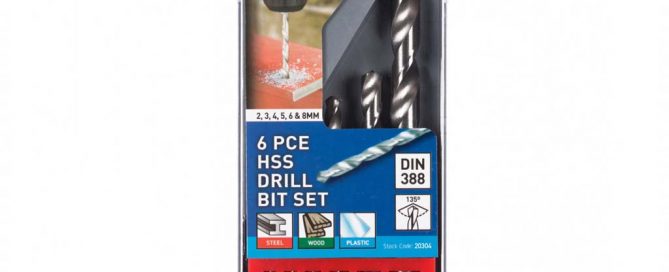 2, 3, 4, 5, 6 & 8MM
6 PCE
HSS
DRILL
BIT SET
DIN
388
135°
STEEL
WOOD
PLASTIC
Stock Code: 20304